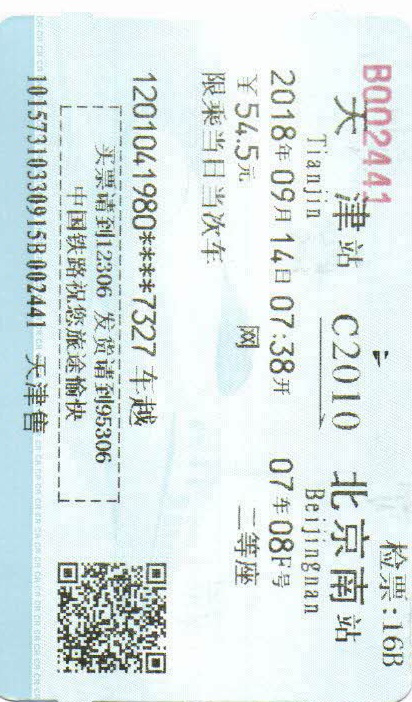 B002441 检票:16B
天津站 C2010 北京南站
Tianjin Beijingnan
2018年09月14日07:38开 07车08F号
¥54.5元 网 二等座
限乘当日当次车
1201041980****7327 车越
买票请到12306 发货请到95306
中国铁路祝您旅途愉快
10157310330915B002441 天津售